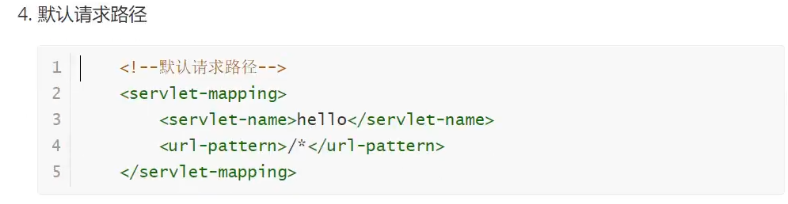 4. 默认请求路径
1 <!--默认请求路径-->
2 <servlet-mapping>
3 <servlet-name>hello</servlet-name>
4 <url-pattern>/*</url-pattern>
5 </servlet-mapping>